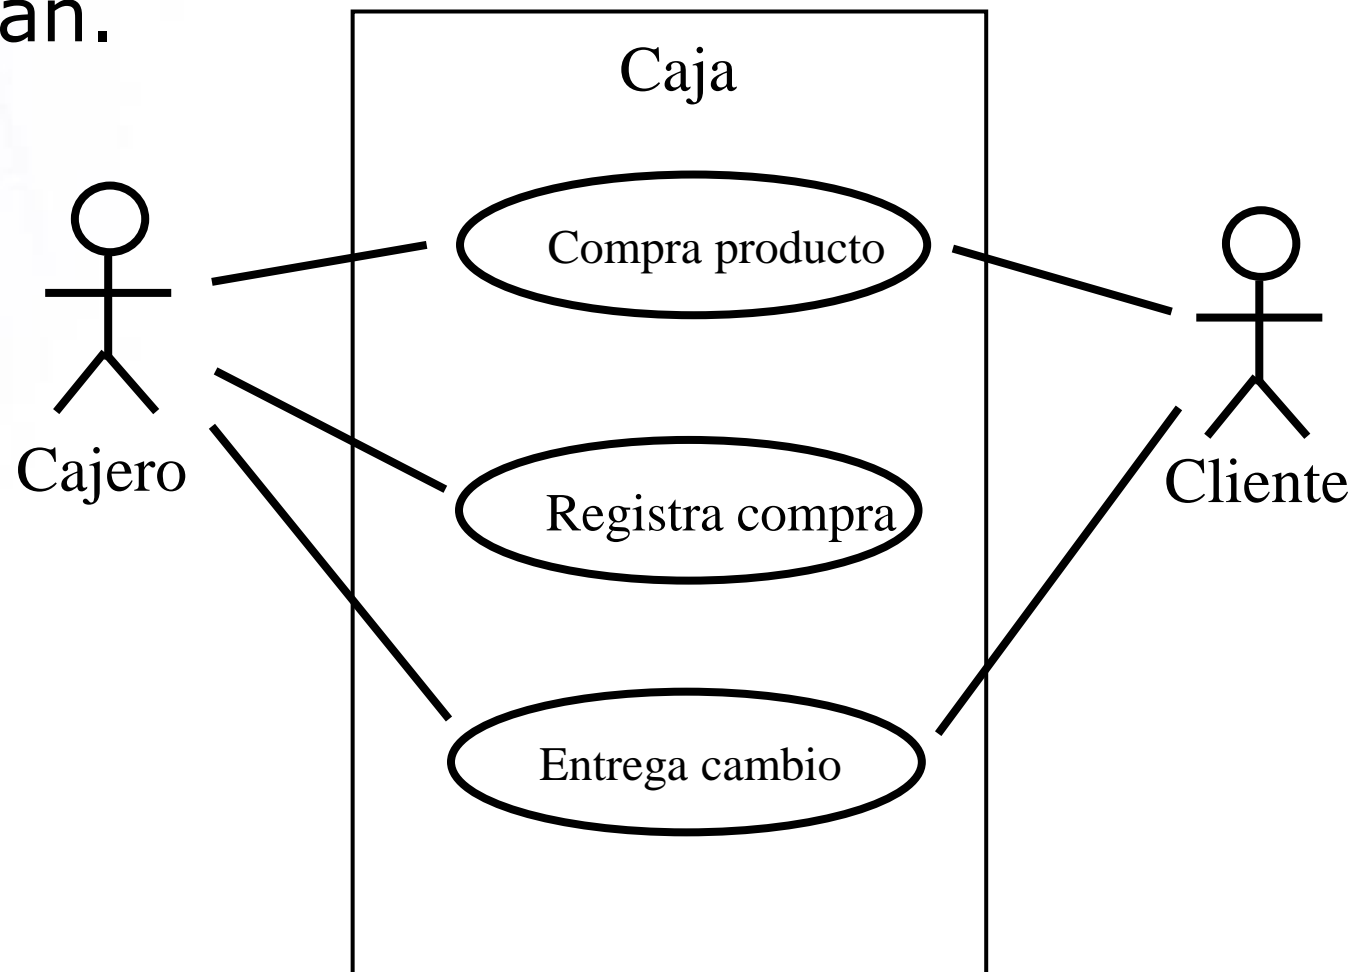 an.
Caja
Compra producto
Cajero
Cliente
Registra compra
Entrega cambio